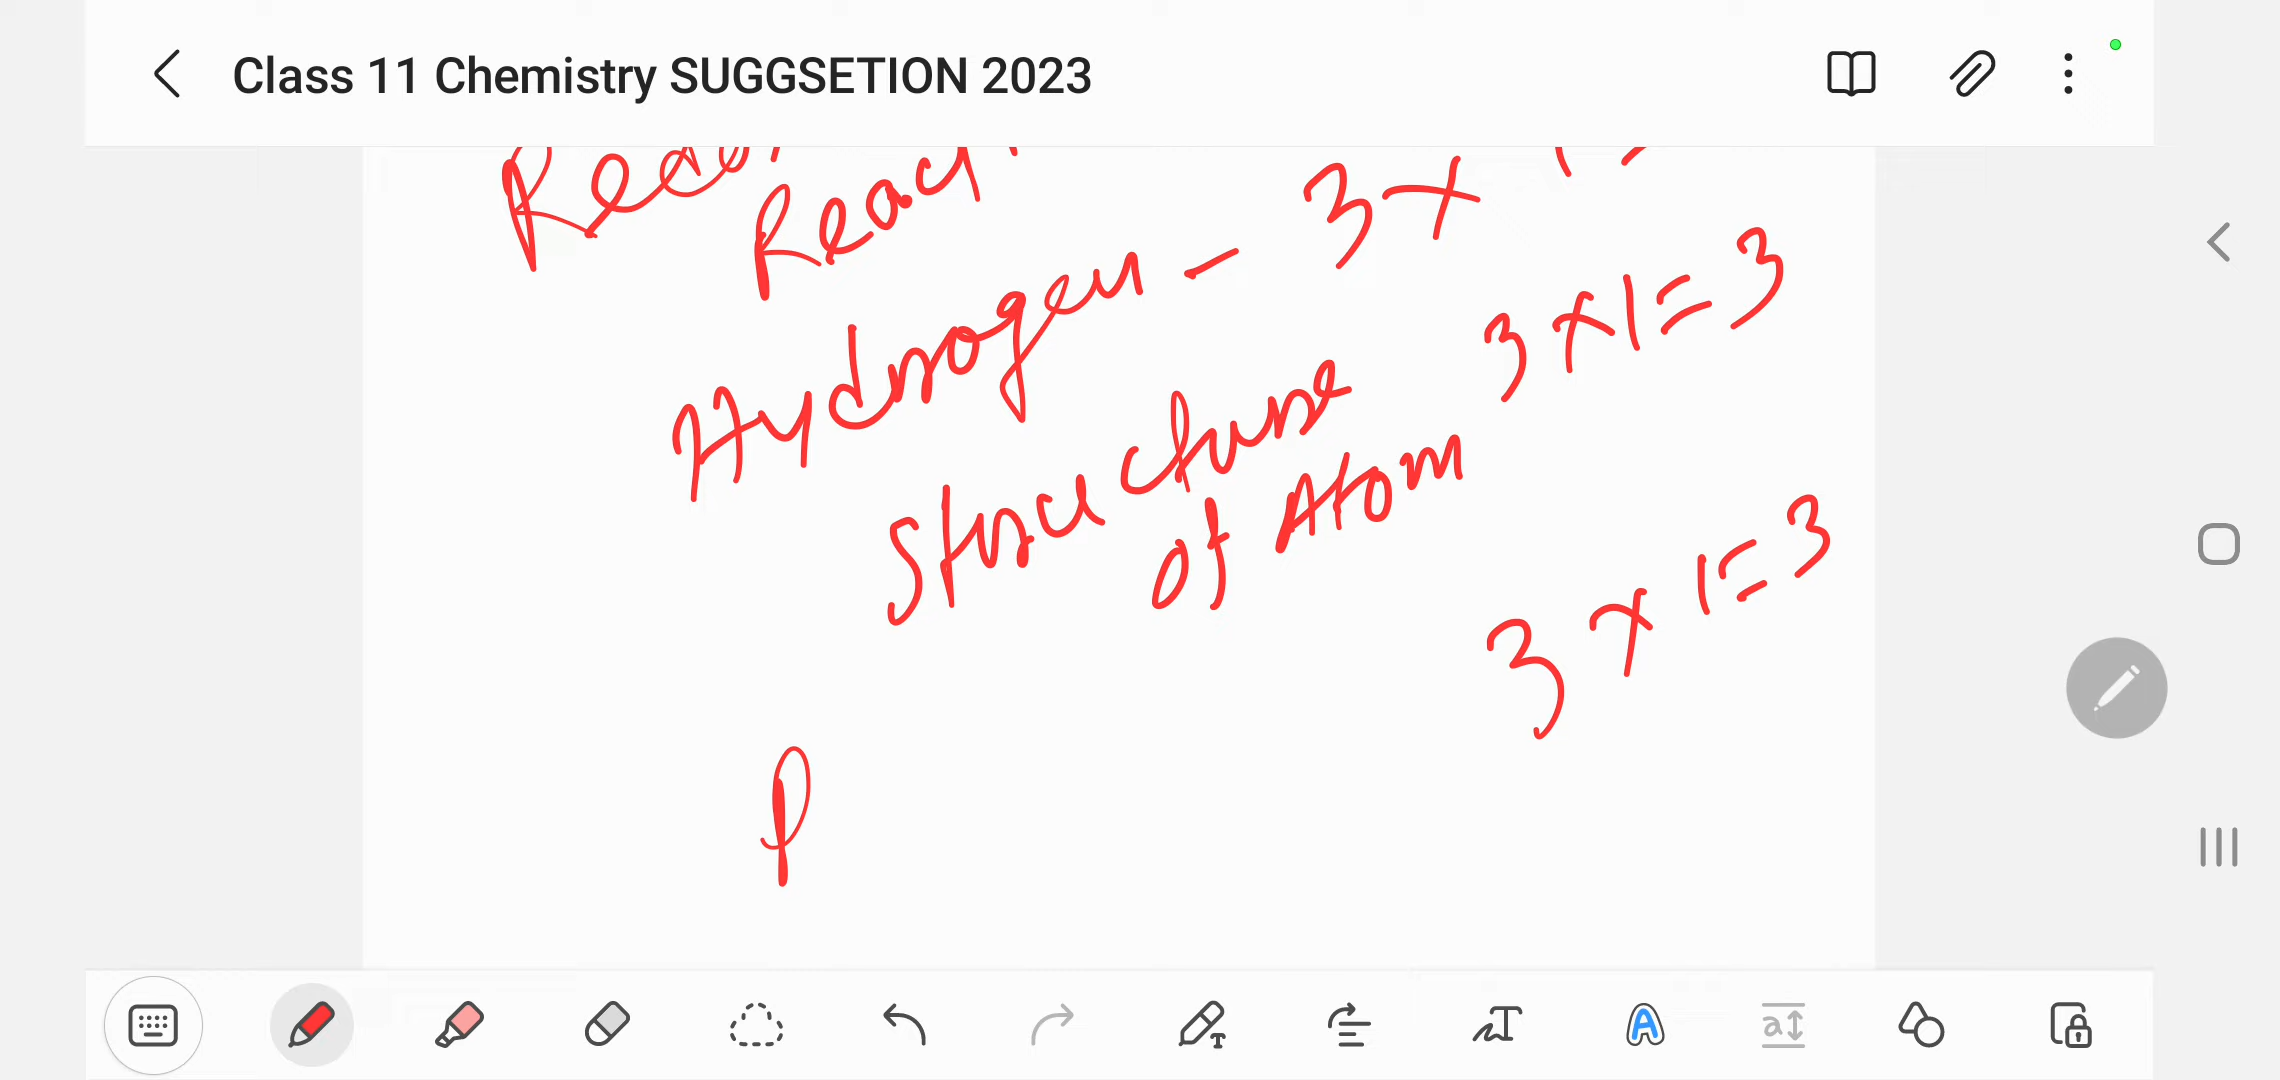 Class 11 Chemistry SUGGSETION 2023
Hydrogen - 3 x
3 x 1 = 3
Structure
of Atom
3 x 1 = 3
P